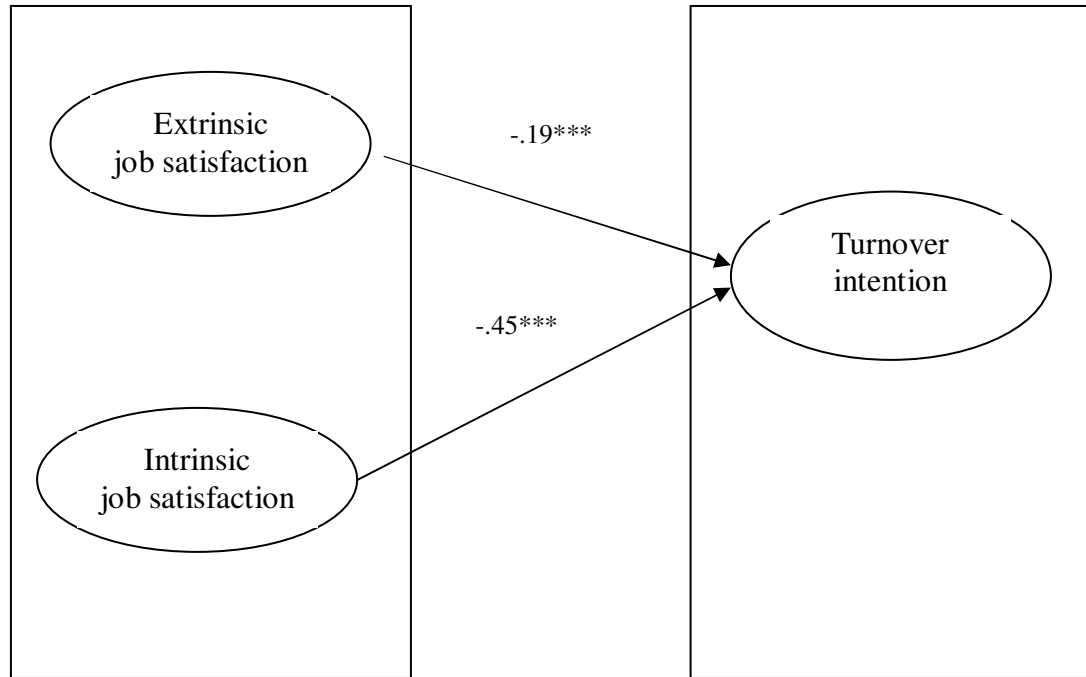 Extrinsic
job satisfaction
-.19***
Turnover
intention
-.45***
Intrinsic
job satisfaction